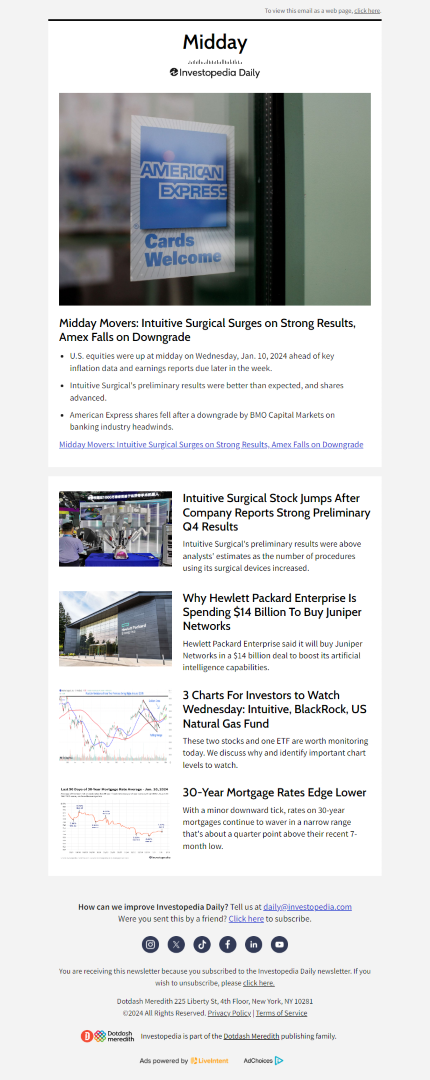 To view this email as a web page, click here.
Midday
Investopedia Daily
AMERICAN
EXPRESS
Cards
Welcome
Midday Movers: Intuitive Surgical Surges on Strong Results,
Amex Falls on Downgrade
• U.S. equities were up at midday on Wednesday, Jan. 10, 2024 ahead of key
inflation data and earnings reports due later in the week.
• Intuitive Surgical's preliminary results were better than expected, and shares
advanced.
• American Express shares fell after a downgrade by BMO Capital Markets on
banking industry headwinds.
Midday Movers: Intuitive Surgical Surges on Strong Results, Amex Falls on Downgrade
Intuitive Surgical Stock Jumps After
Company Reports Strong Preliminary
Q4 Results
Intuitive Surgical's preliminary results were above
analysts' estimates as the number of procedures
using its surgical devices increased.
Why Hewlett Packard Enterprise Is
Spending $14 Billion To Buy Juniper
Networks
Hewlett Packard Enterprise said it will buy Juniper
Networks in a $14 billion deal to boost its artificial
intelligence capabilities.
3 Charts For Investors to Watch
Wednesday: Intuitive, BlackRock, US
Natural Gas Fund
These two stocks and one ETF are worth monitoring
today. We discuss why and identify important chart
levels to watch.
Last 90 Days of 30-Year Mortgage Rate Average - Jan. 10, 2024
30-Year Mortgage Rates Edge Lower
With a minor downward tick, rates on 30-year
mortgages continue to waver in a narrow range
that's about a quarter point above their recent 7-
month low.
How can we improve Investopedia Daily? Tell us at daily@investopedia.com
Were you sent this by a friend? Click here to subscribe.
You are receiving this newsletter because you subscribed to the Investopedia Daily newsletter. If you
wish to unsubscribe, please click here.
Dotdash Meredith 225 Liberty St, 4th Floor, New York, NY 10281
©2024 All Rights Reserved. Privacy Policy | Terms of Service
Dotdash
meredith
Investopedia is part of the Dotdash Meredith publishing family.
Ads powered by LiveIntent
AdChoices